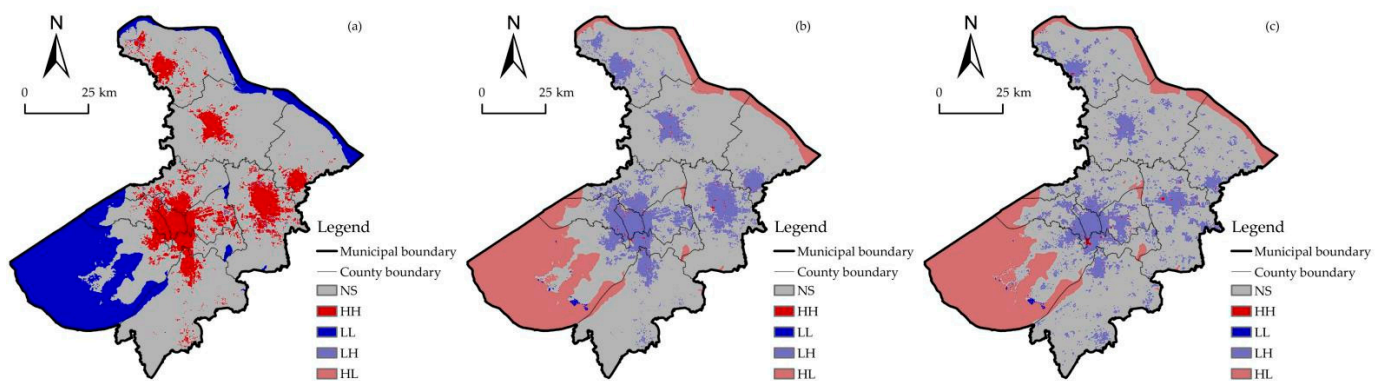 N
(a)
0 25 km
Legend
Municipal boundary
County boundary
NS
HH
LL
LH
HL
N
(b)
0 25 km
Legend
Municipal boundary
County boundary
NS
HH
LL
LH
HL
N
(c)
0 25 km
Legend
Municipal boundary
County boundary
NS
HH
LL
LH
HL